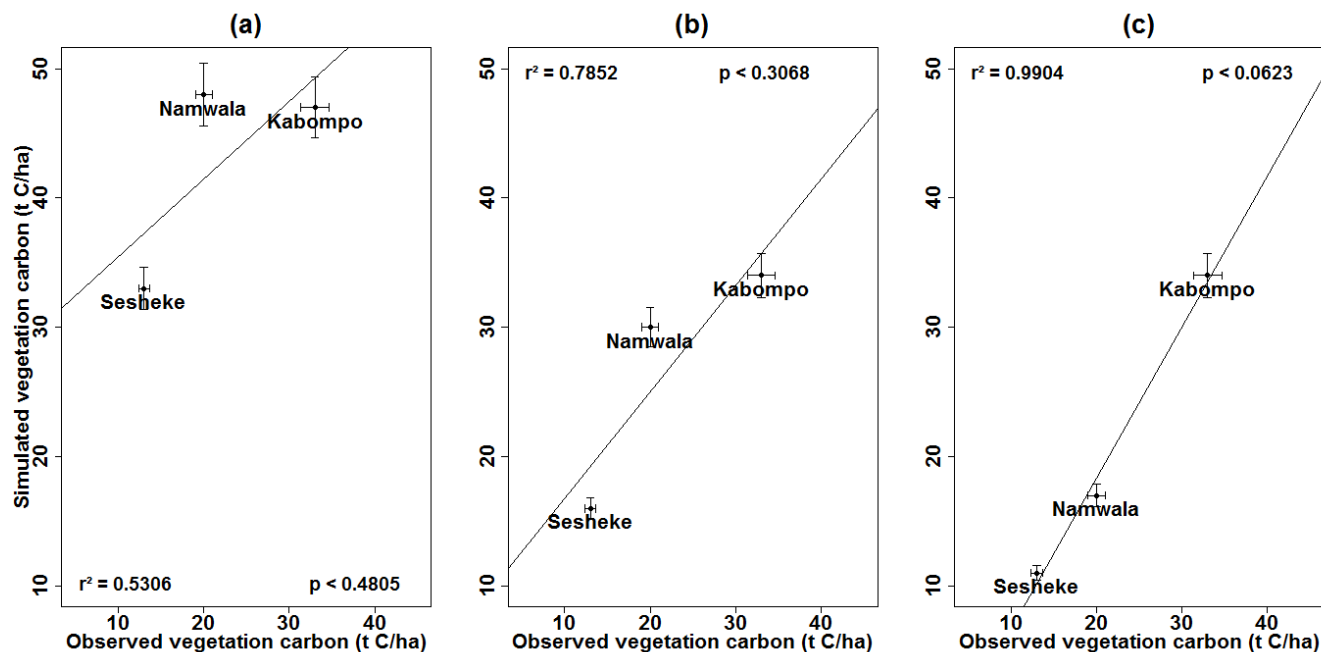 (a)
Simulated vegetation carbon (t C/ha)
50
40
30
20
10
Namwala
Kabompo
Sesheke
r² = 0.5306
p < 0.4805
10
20
30
40
Observed vegetation carbon (t C/ha)
(b)
r² = 0.7852
p < 0.3068
50
40
30
20
10
Kabompo
Namwala
Sesheke
10
20
30
40
Observed vegetation carbon (t C/ha)
(c)
r² = 0.9904
p < 0.0623
50
40
30
20
10
Kabompo
Namwala
Sesheke
10
20
30
40
Observed vegetation carbon (t C/ha)